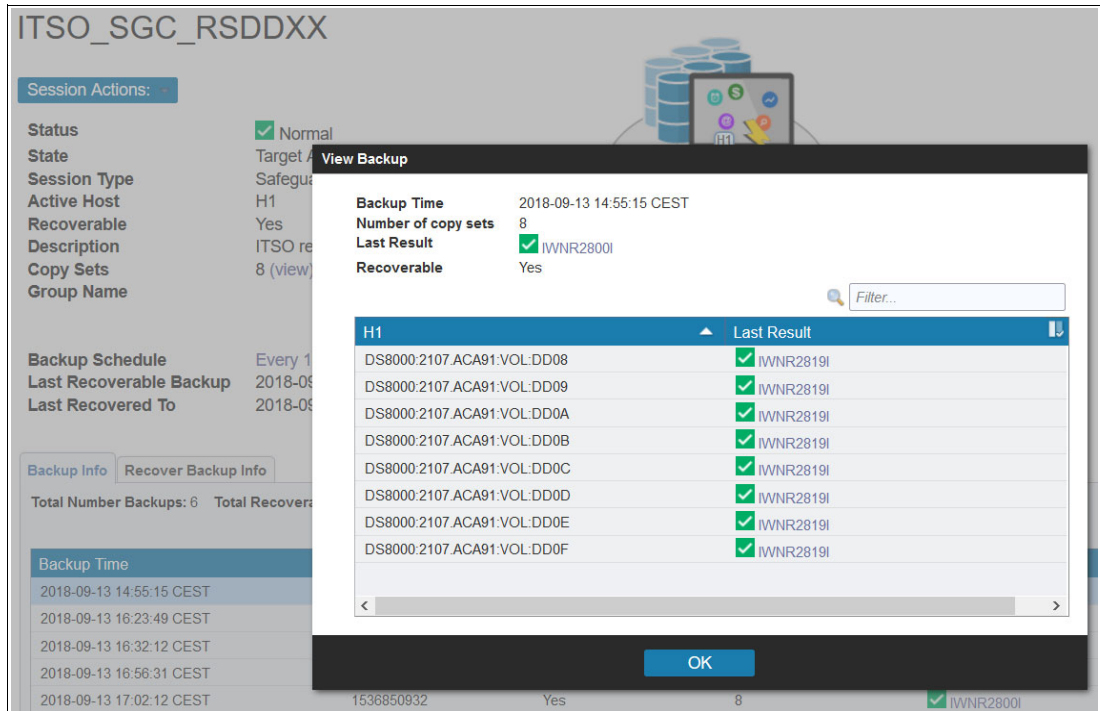 ITSO_SGC_RSDDXX
Session Actions:
Status Normal
State Target
Session Type
Active Host H1
Recoverable Yes
Description ITSO
Copy Sets 8 (view)
Group Name
Backup Schedule Every
Last Recoverable Backup
Last Recovered To
Backup Info Recover Backup Info
Total Number Backups: 6 Total
Backup Time
2018-09-13 14:55:15 CEST
2018-09-13 16:23:49 CEST
2018-09-13 16:32:12 CEST
2018-09-13 16:56:31 CEST
2018-09-13 17:02:12 CEST 1536850932 Yes 8 IWNR2800I
H1
View Backup
Backup Time 2018-09-13 14:55:15 CEST
Number of copy sets 8
Last Result IWNR2800I
Recoverable Yes
Filter...
H1 Last Result
DS8000:2107.ACA91:VOL:DD08 IWNR2819I
DS8000:2107.ACA91:VOL:DD09 IWNR2819I
DS8000:2107.ACA91:VOL:DD0A IWNR2819I
DS8000:2107.ACA91:VOL:DD0B IWNR2819I
DS8000:2107.ACA91:VOL:DD0C IWNR2819I
DS8000:2107.ACA91:VOL:DD0D IWNR2819I
DS8000:2107.ACA91:VOL:DD0E IWNR2819I
DS8000:2107.ACA91:VOL:DD0F IWNR2819I
OK